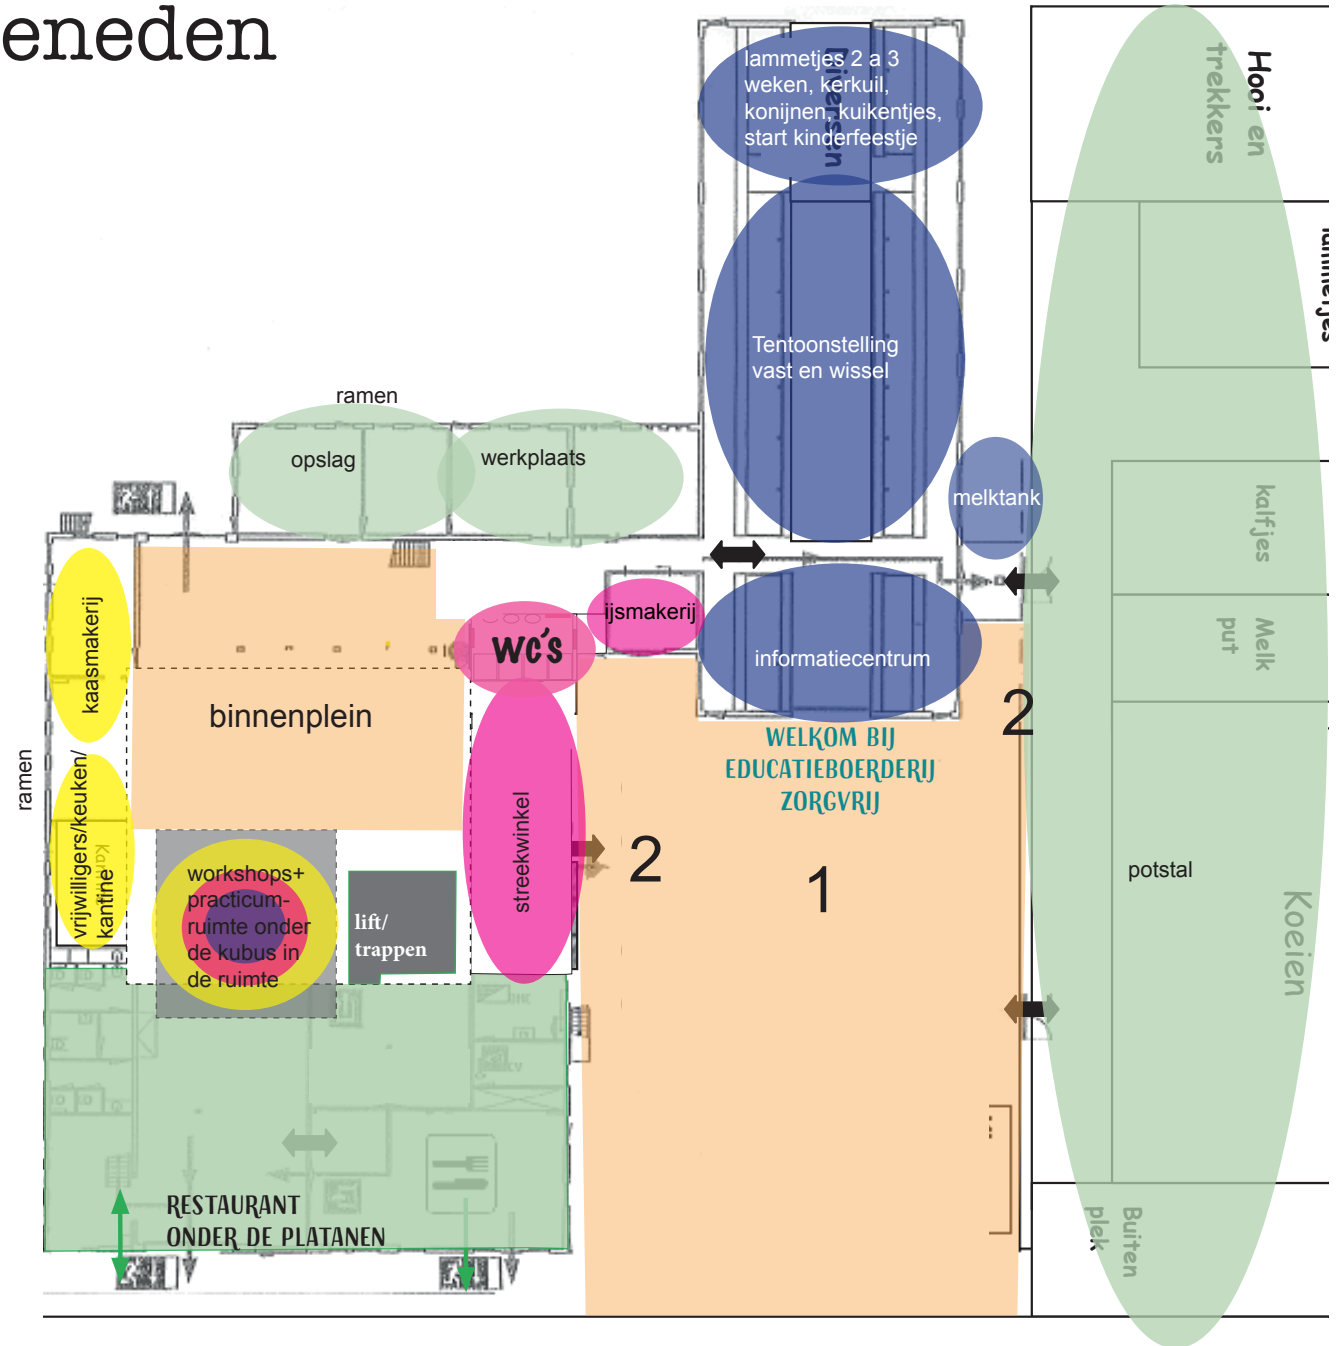 eneden
lammetjes 2 a 3
weken, kerkuil,
konijnen, kuikentjes,
start kinderfeestje
Diversen
Hooi en
trekkers
lammetjes
Tentoonstelling
vast en wissel
ramen
opslag
werkplaats
melktank
kalfjes
kaasmakerij
wc's
ijsmakerij
informatiecentrum
Melk
put
binnenplein
2
WELKOM BIJ
EDUCATIEBOERDERIJ
ZORGVRIJ
ramen
vrijwilligers/keuken/
kantine
workshops+
practicum-
ruimte onder
de kubus in
de ruimte
lift/
trappen
streekwinkel
2
1
potstal
Koeien
RESTAURANT
ONDER DE PLATANEN
Buiten
plek